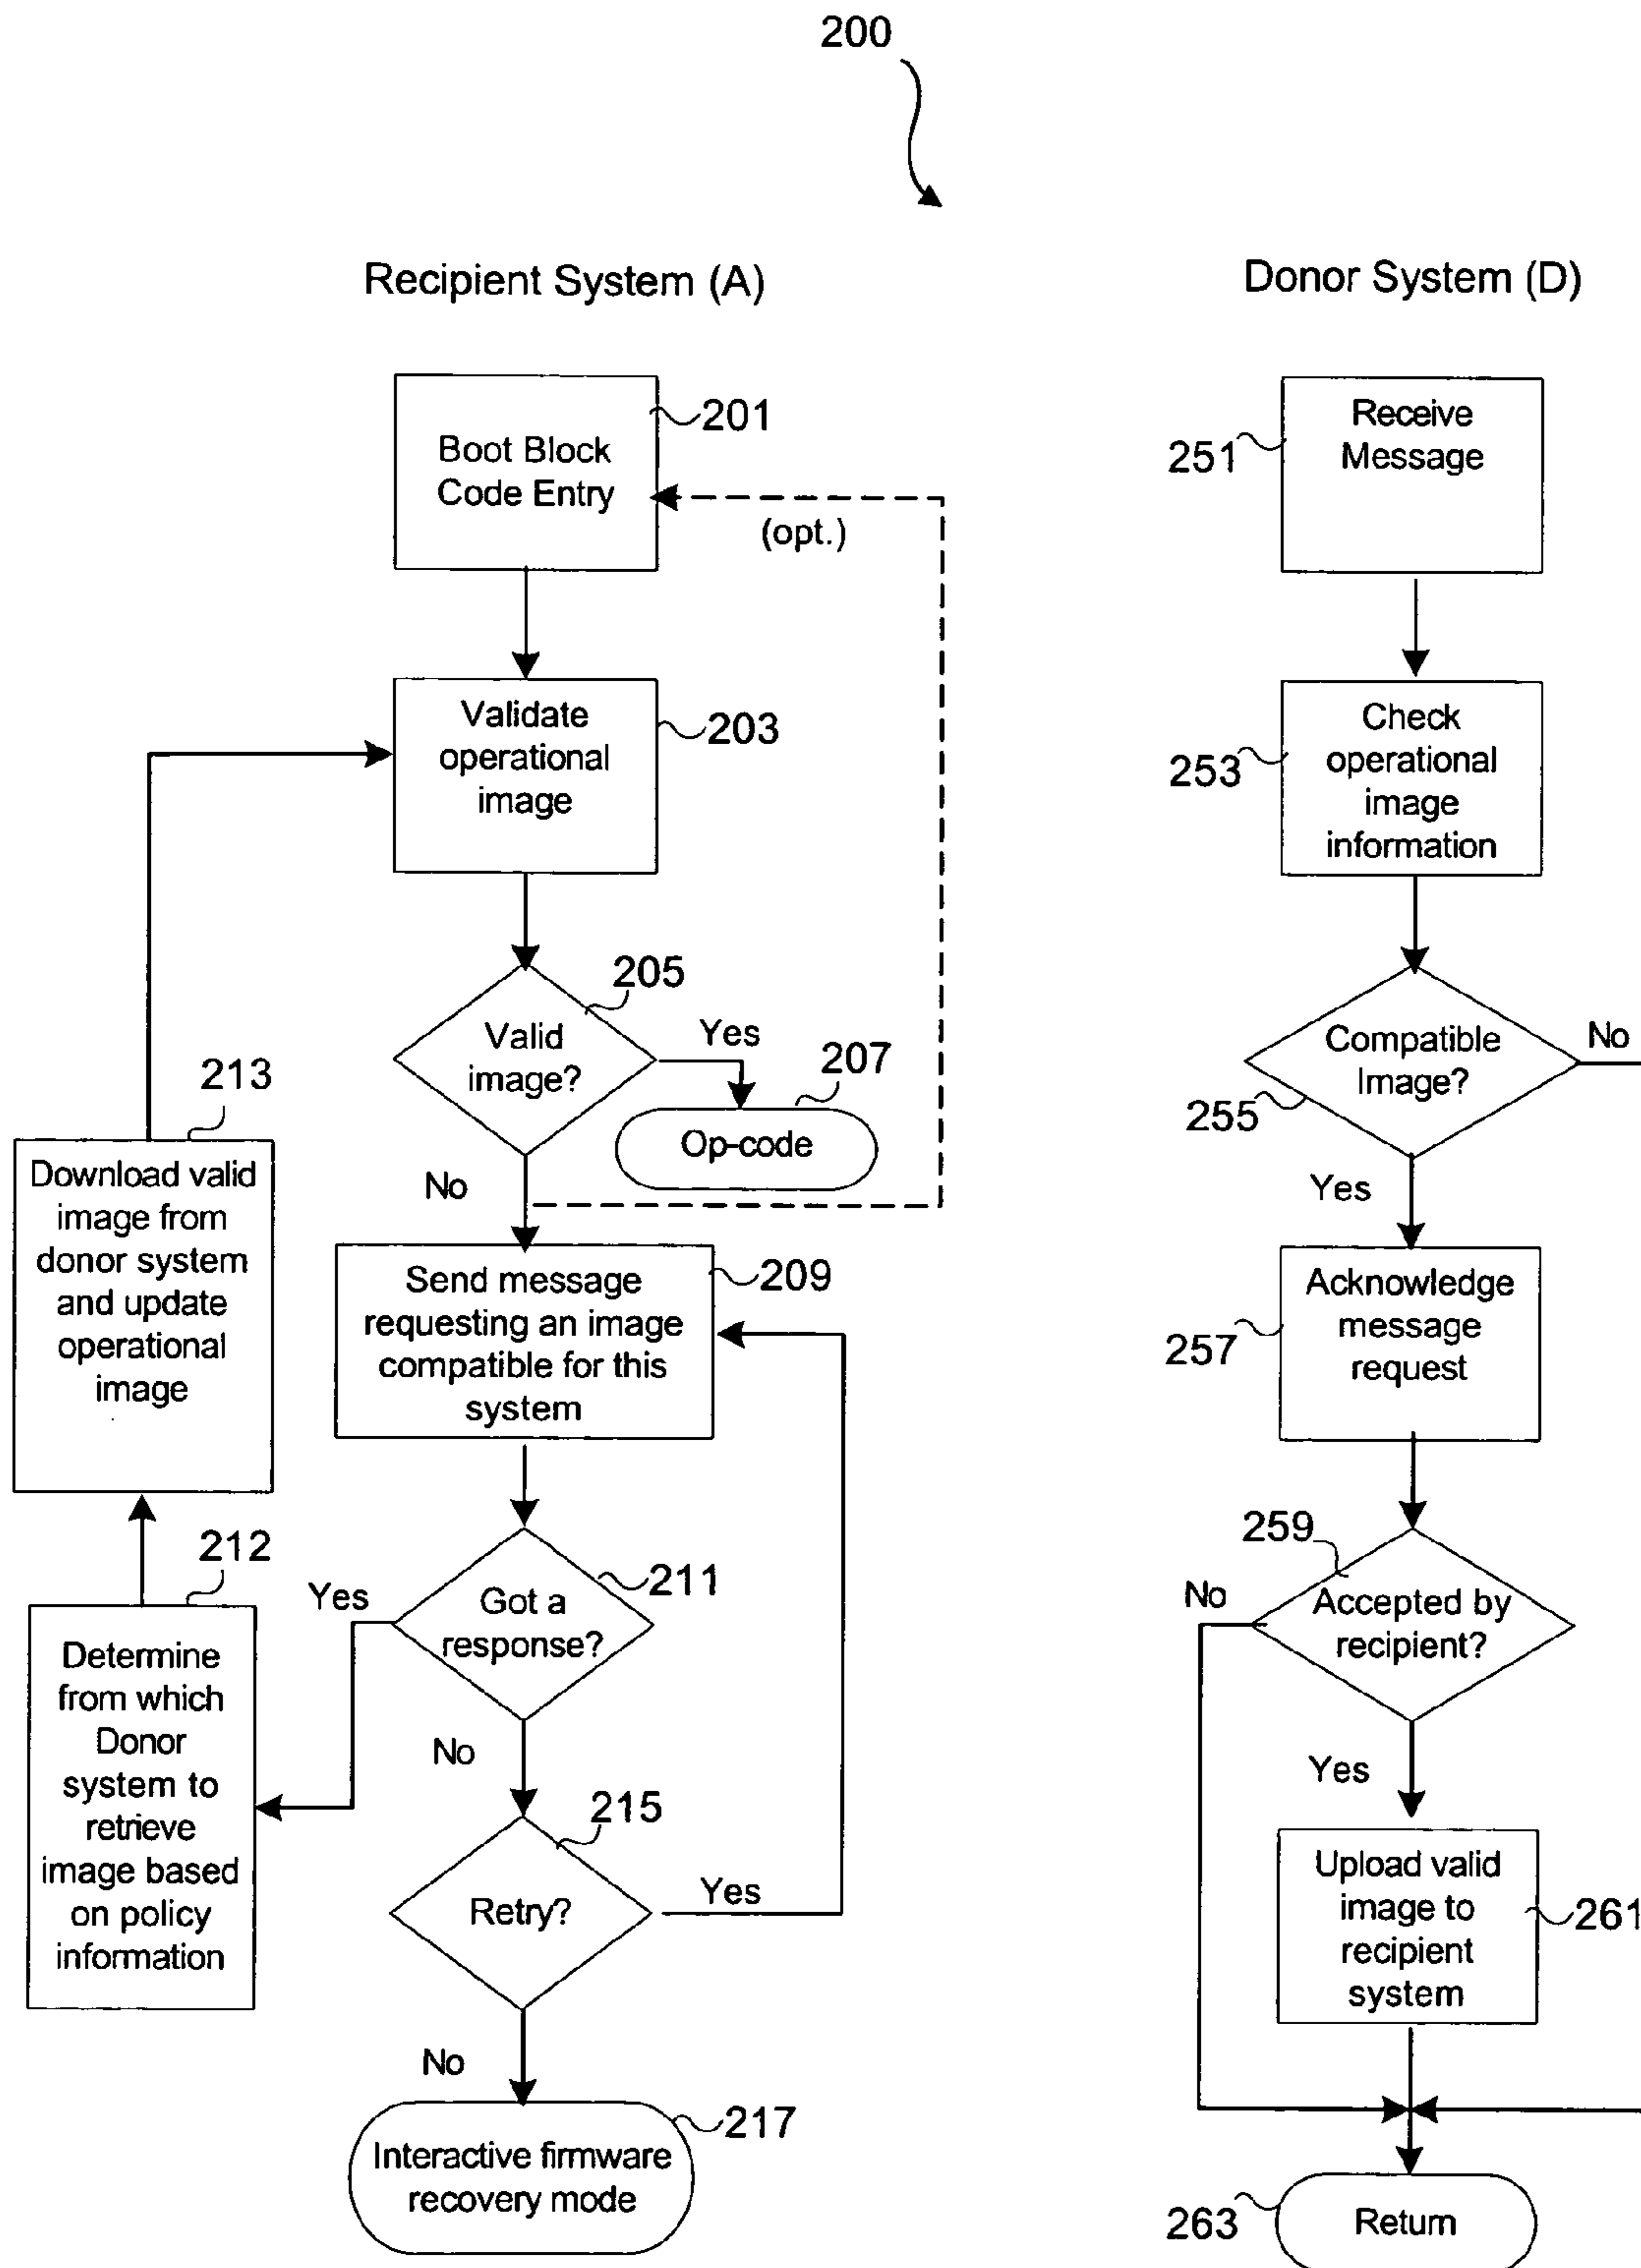 200
Recipient System (A)
Donor System (D)
201
Boot Block
Code Entry
(opt.)
203
Validate
operational
image
205
Valid
image?
Yes
207
Op-code
No
213
Download valid
image from
donor system
and update
operational
image
209
Send message
requesting an image
compatible for this
system
212
Determine
from which
Donor
system to
retrieve
image based
on policy
information
Yes
211
Got a
response?
No
215
Retry?
Yes
No
217
Interactive firmware
recovery mode
251
Receive
Message
253
Check
operational
image
information
Compatible
Image?
No
255
Yes
257
Acknowledge
message
request
259
No
Accepted by
recipient?
Yes
Upload valid
image to
recipient
system
261
263
Return